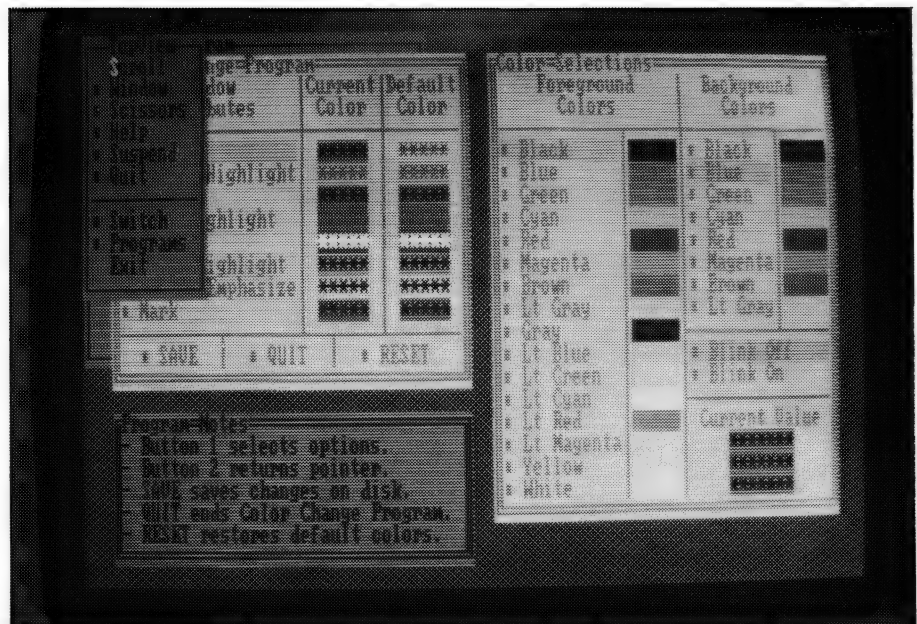 TopView
Scroll
* Window
* Scissors
* Help
* Suspend
* Quit
* Switch
* Programs
Exit
nge=Program
dow
butes
Current
Color
Default
Color
Highlight
ghlight
ighlight
Emphasize
* Mark
* SAVE
* QUIT
* RESET
Program=Notes
- Button 1 selects options.
- Button 2 returns pointer.
- SAVE saves changes on disk.
- QUIT ends Color Change Program.
- RESET restores default colors.
Color=Selections
Foreground
Colors
* Black
* Blue
* Green
* Cyan
* Red
* Magenta
* Brown
* Lt Gray
* Gray
* Lt Blue
* Lt Green
* Lt Cyan
* Lt Red
* Lt Magenta
* Yellow
* White
Background
Colors
* Black
* Blue
* Green
* Cyan
* Red
* Magenta
* Brown
* Lt Gray
* Blink Off
* Blink On
Current Value